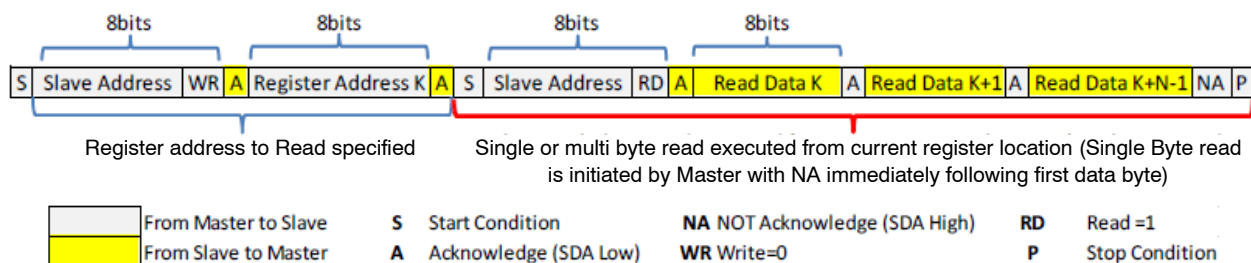 8bits 8bits 8bits 8bits
S Slave Address WR A Register Address K A S Slave Address RD A Read Data K A Read Data K+1 A Read Data K+N-1 NA P
Register address to Read specified
Single or multi byte read executed from current register location (Single Byte read
is initiated by Master with NA immediately following first data byte)
From Master to Slave S Start Condition NA NOT Acknowledge (SDA High) RD Read =1
From Slave to Master A Acknowledge (SDA Low) WR Write=0 P Stop Condition